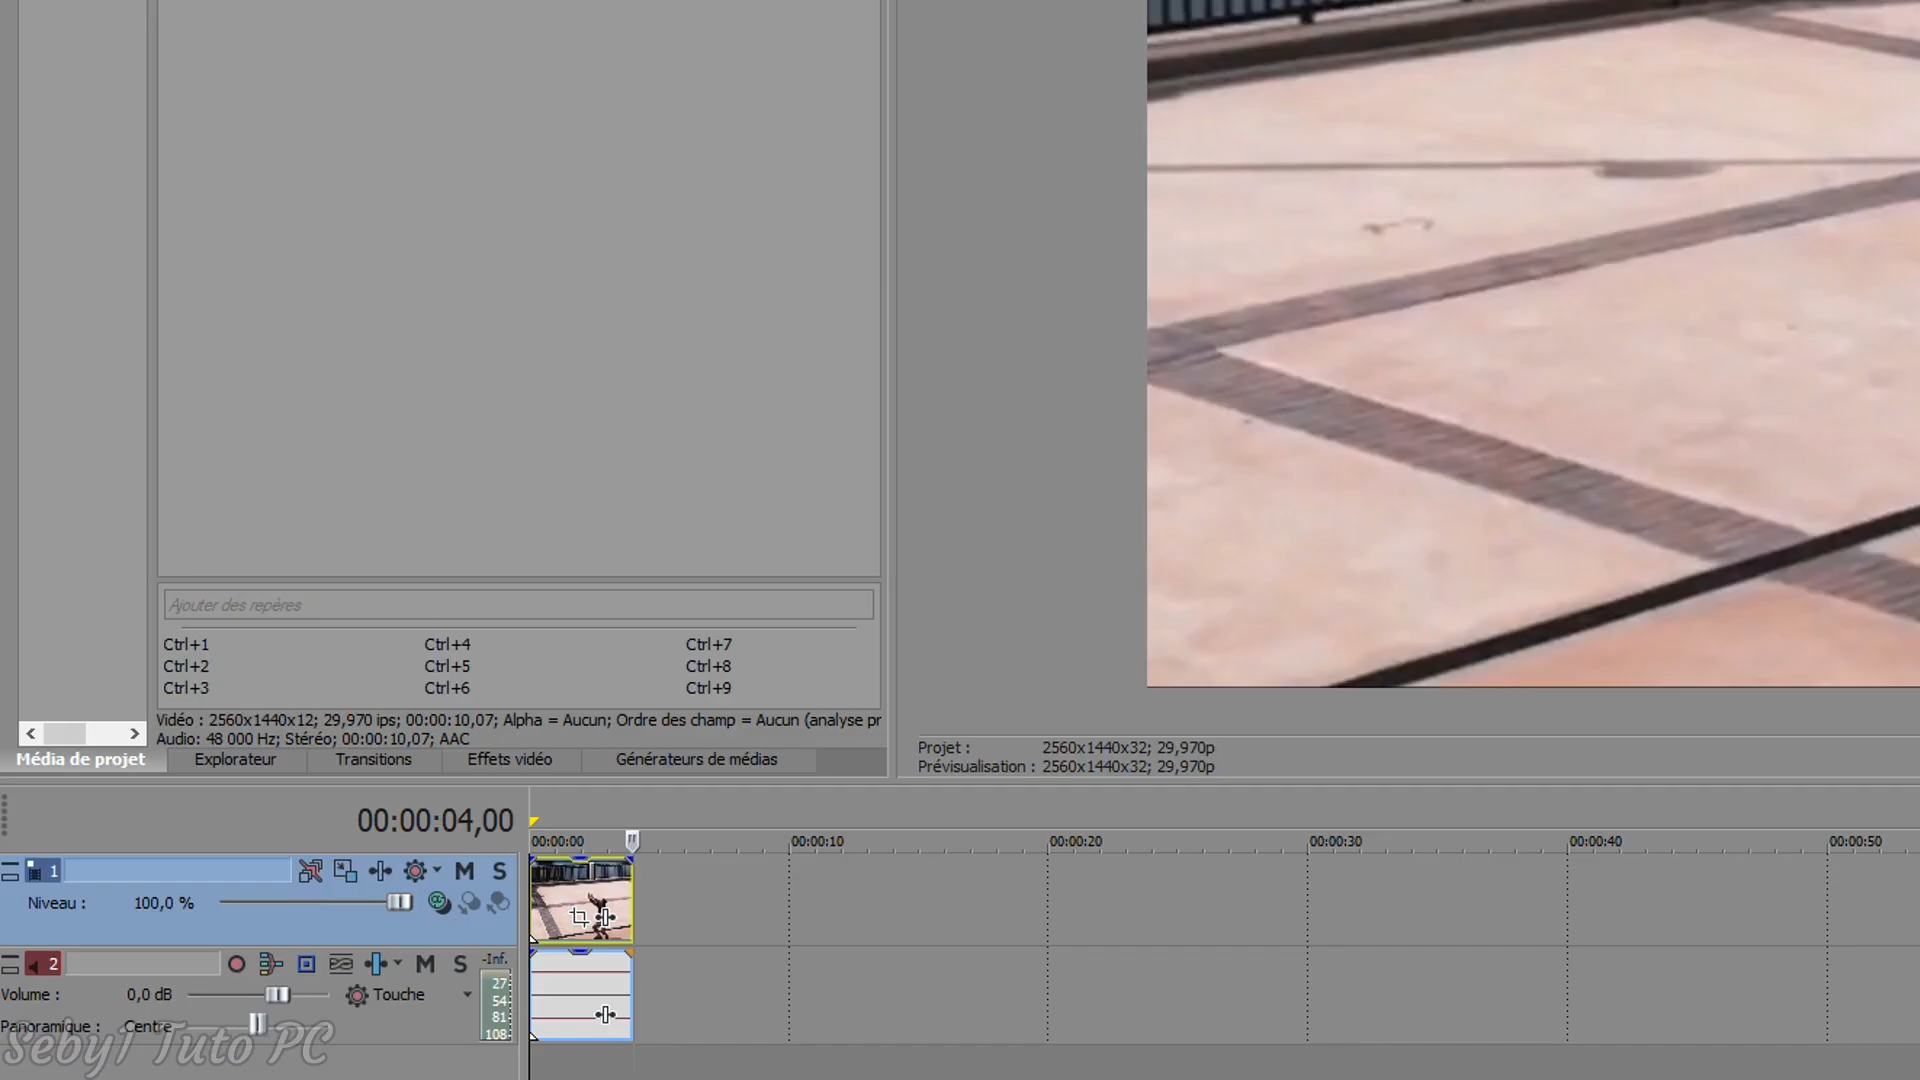 Ajouter des repères
Ctrl+1 Ctrl+4 Ctrl+7
Ctrl+2 Ctrl+5 Ctrl+8
Ctrl+3 Ctrl+6 Ctrl+9
Vidéo : 2560x1440x12; 29,970 ips; 00:00:10,07; Alpha = Aucun; Ordre des champ = Aucun (analyse pr
Audio: 48 000 Hz; Stéréo; 00:00:10,07; AAC
Média de projet Explorateur Transitions Effets vidéo Générateurs de médias
Projet : 2560x1440x32; 29,970p
Prévisualisation : 2560x1440x32; 29,970p
00:00:04,00
00:00:00 00:00:10 00:00:20 00:00:30 00:00:40 00:00:50
1 M S
Niveau : 100,0 %
2 M S -Inf.
Volume : 0,0 dB Touche
Panoramique : Centre
27
54
81
108
Seby1 Tuto PC